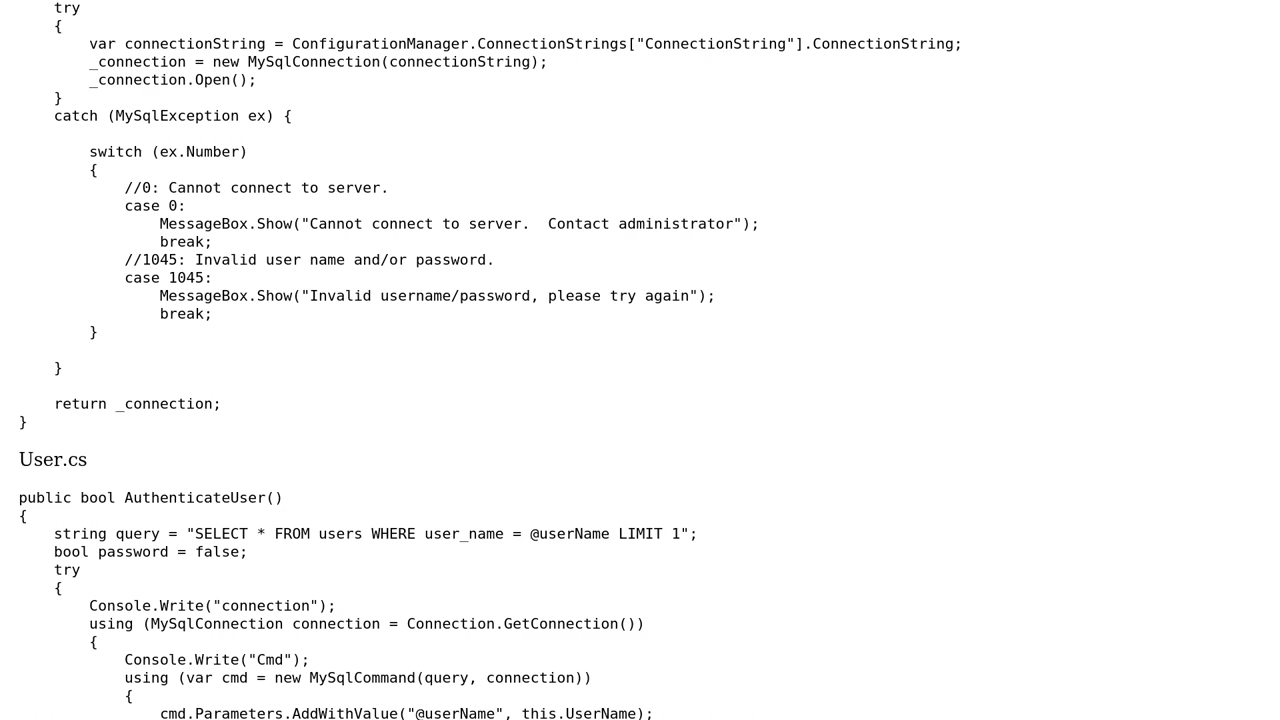 try
{
var connectionString = ConfigurationManager.ConnectionStrings["ConnectionString"].ConnectionString;
_connection = new MySqlConnection(connectionString);
_connection.Open();
}
catch (MySqlException ex) {
switch (ex.Number)
{
//0: Cannot connect to server.
case 0:
MessageBox.Show("Cannot connect to server.  Contact administrator");
break;
//1045: Invalid user name and/or password.
case 1045:
MessageBox.Show("Invalid username/password, please try again");
break;
}
}
return _connection;
}
User.cs
public bool AuthenticateUser()
{
string query = "SELECT * FROM users WHERE user_name = @userName LIMIT 1";
bool password = false;
try
{
Console.Write("connection");
using (MySqlConnection connection = Connection.GetConnection())
{
Console.Write("Cmd");
using (var cmd = new MySqlCommand(query, connection))
{
cmd.Parameters.AddWithValue("@userName", this.UserName);